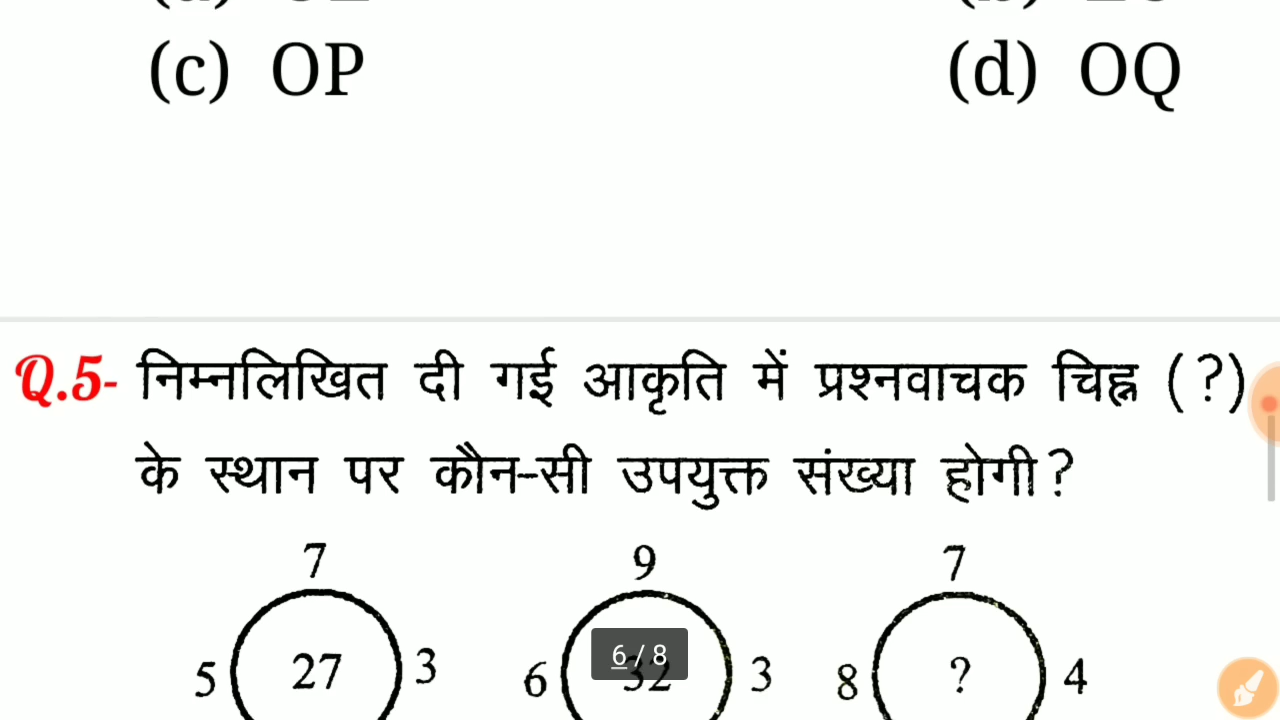 (c) OP (d) OQ
Q.5- निम्नलिखित दी गई आकृति में प्रश्नवाचक चिह्न (?)
के स्थान पर कौन-सी उपयुक्त संख्या होगी?
7 9 7
5 27 3 6 32 3 8 ? 4
6/8